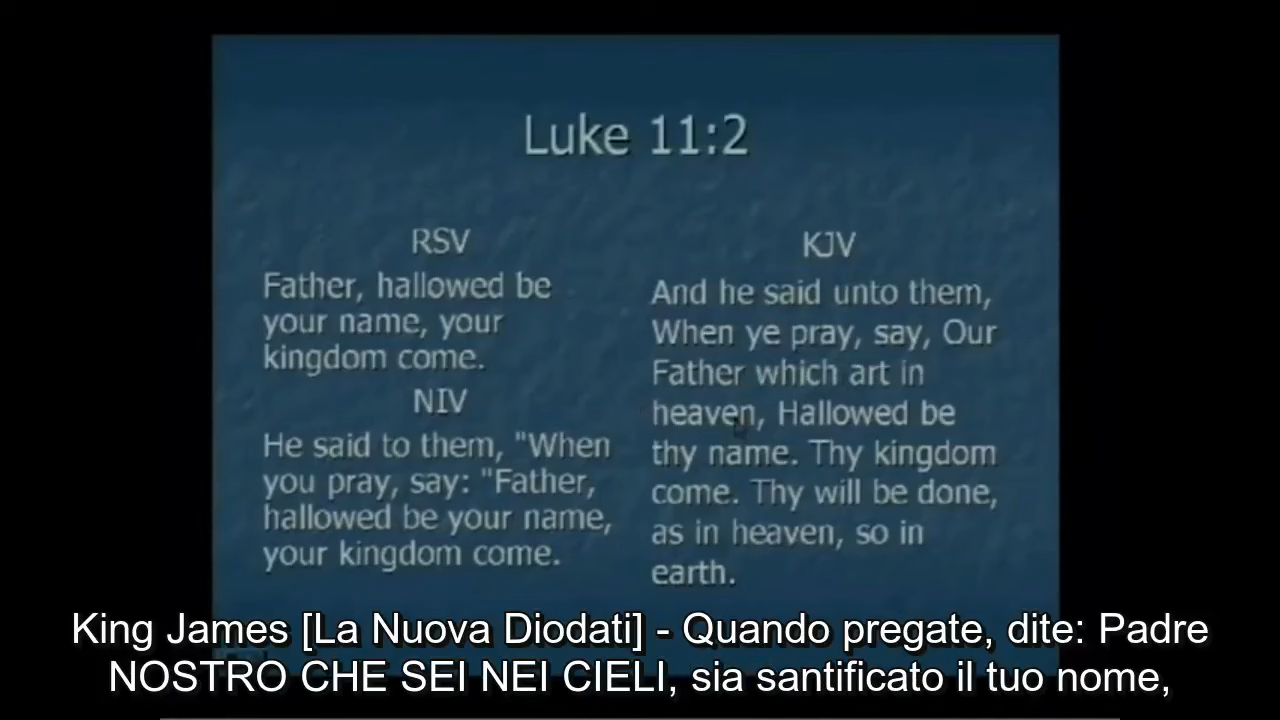 Luke 11:2
RSV
Father, hallowed be
your name, your
kingdom come.
NIV
He said to them, "When
you pray, say: "Father,
hallowed be your name,
your kingdom come.
KJV
And he said unto them,
When ye pray, say, Our
Father which art in
heaven, Hallowed be
thy name. Thy kingdom
come. Thy will be done,
as in heaven, so in
earth.
King James [La Nuova Diodati] - Quando pregate, dite: Padre
NOSTRO CHE SEI NEI CIELI, sia santificato il tuo nome,